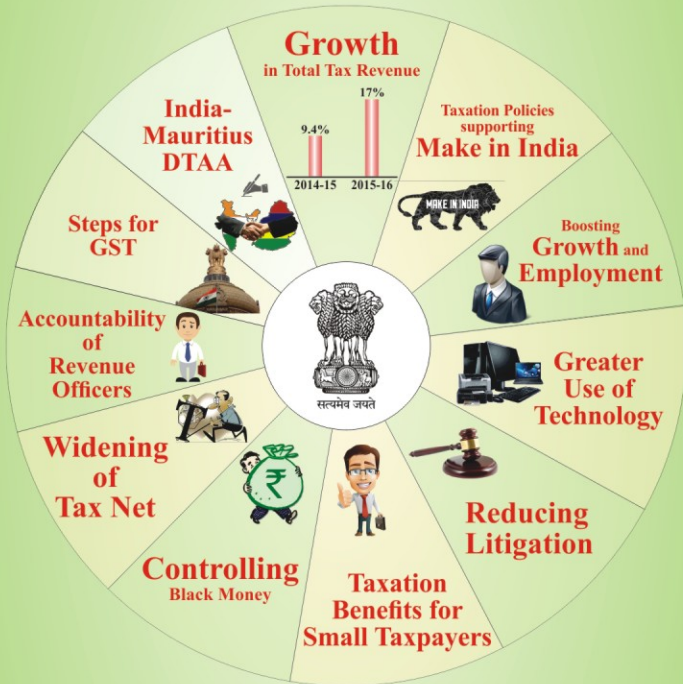 Growth
in Total Tax Revenue
17%
9.4%
2014-15 2015-16
Taxation Policies
supporting
Make in India
MAKE IN INDIA
Boosting
Growth and
Employment
Greater
Use of
Technology
Reducing
Litigation
Taxation
Benefits for
Small Taxpayers
Controlling
Black Money
₹
Widening
of
Tax Net
T
Accountability
of
Revenue
Officers
Steps for
GST
India-
Mauritius
DTAA
सत्यमेव जयते